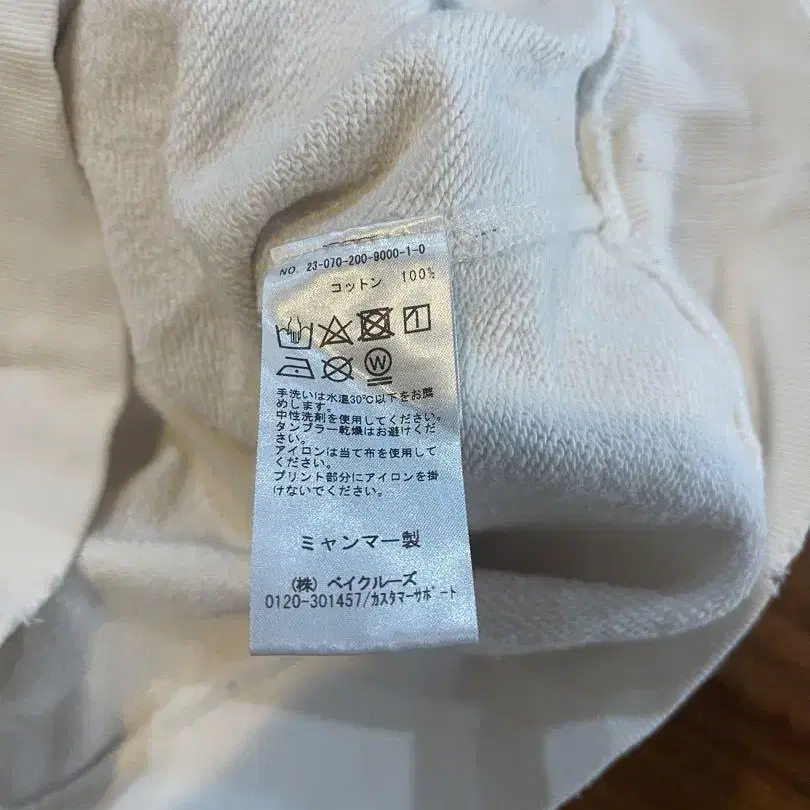 NO. 23-070-200-9000-1-0
コットン 100%
W
手洗いは水温30℃以下をお薦
めします。
中性洗剤を使用してください。
タンブラー乾燥はお避けくださ
い。
アイロンは当て布を使用して
ください。
プリント部分にアイロンを掛
けないでください。
ミャンマー製
(株) ベイクルーズ
0120-301457/カスタマーサポート